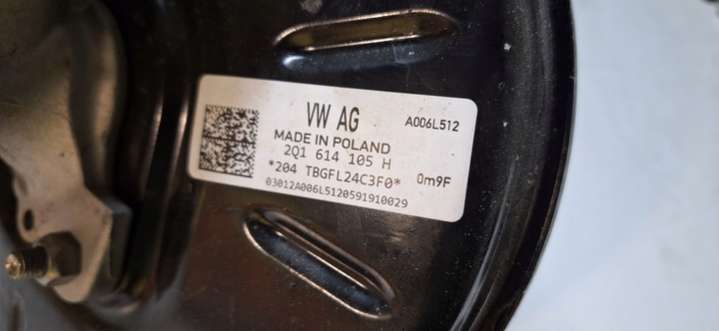 VW AG
A006L512
MADE IN POLAND
2Q1 614 105 H
*204 TBGFL24C3F0*
0m9F
03012A006L5120591910029